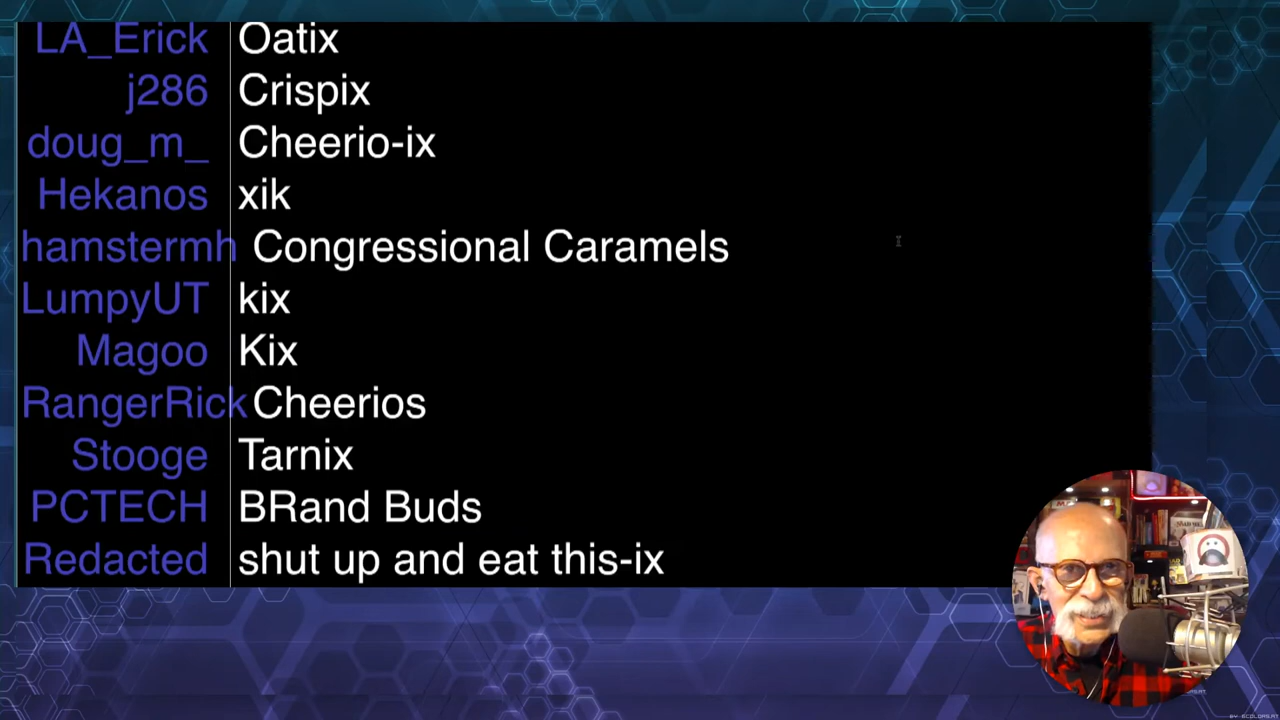 LA_Erick Oatix
j286 Crispix
doug_m_ Cheerio-ix
Hekanos xik
hamstermh Congressional Caramels
LumpyUT kix
Magoo Kix
RangerRick Cheerios
Stooge Tarnix
PCTECH BRand Buds
Redacted shut up and eat this-ix